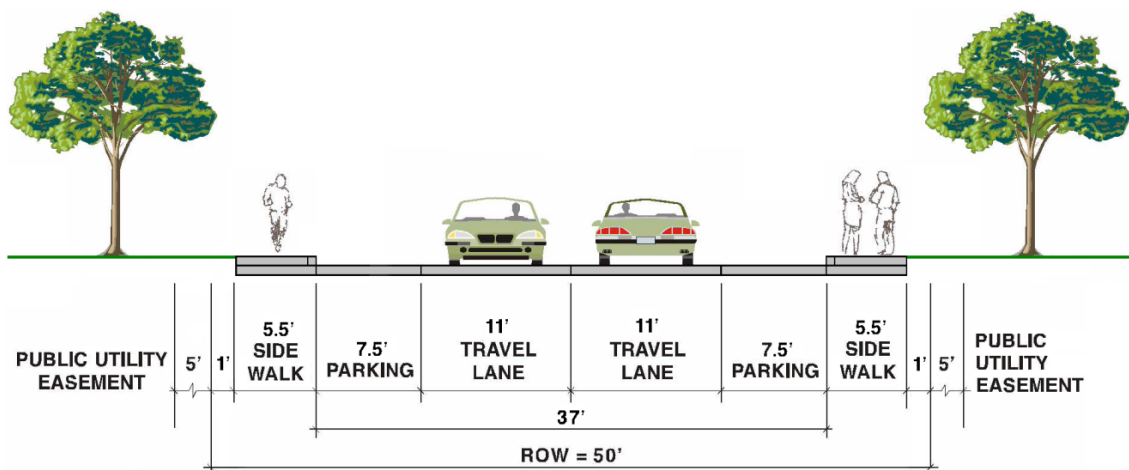 PUBLIC UTILITY
EASEMENT
5'
1'
5.5'
SIDE
WALK
7.5'
PARKING
11'
TRAVEL
LANE
11'
TRAVEL
LANE
7.5'
PARKING
5.5'
SIDE
WALK
1'
5'
PUBLIC
UTILITY
EASEMENT
37'
ROW = 50'